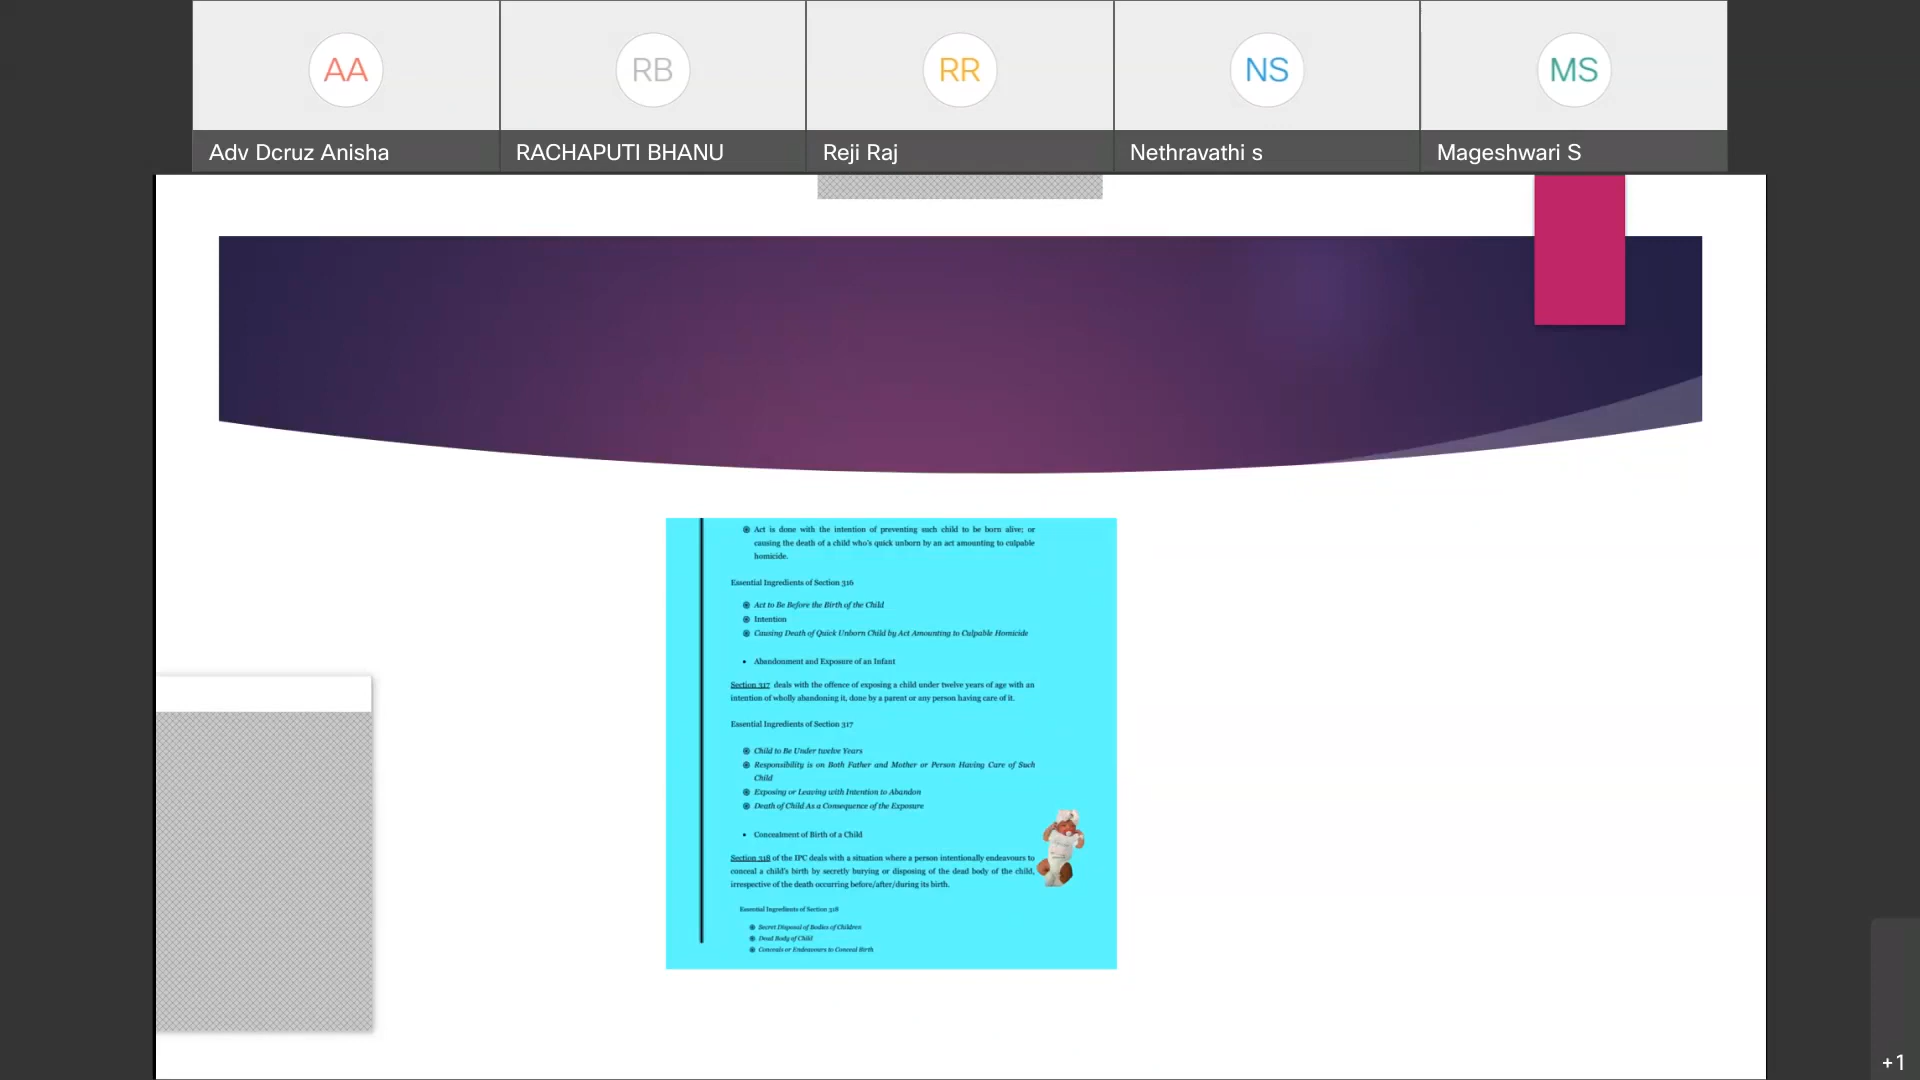 AA
RB
RR
NS
MS
Adv Dcruz Anisha
RACHAPUTI BHANU
Reji Raj
Nethravathi s
Mageshwari S
Act is done with the intention of preventing such child to be born alive; or
causing the death of a child who's quick unborn by an act amounting to culpable
homicide.
Essential Ingredients of Section 316
Act to Be Before the Birth of the Child
Intention
Causing Death of Quick Unborn Child by Act Amounting to Culpable Homicide
• Abandonment and Exposure of an Infant
Section 317 deals with the offence of exposing a child under twelve years of age with an
intention of wholly abandoning it, done by a parent or any person having care of it.
Essential Ingredients of Section 317
Child to Be Under twelve Years
Responsibility is on Both Father and Mother or Person Having Care of Such
Child
Exposing or Leaving with Intention to Abandon
Death of Child As a Consequence of the Exposure
• Concealment of Birth of a Child
Section 318 of the IPC deals with a situation where a person intentionally endeavours to
conceal a child's birth by secretly burying or disposing of the dead body of the child,
irrespective of the death occurring before/after/during its birth.
Essential Ingredients of Section 318
Secret Disposal of Bodies of Children
Dead Body of Child
Conceals or Endeavours to Conceal Birth
+1